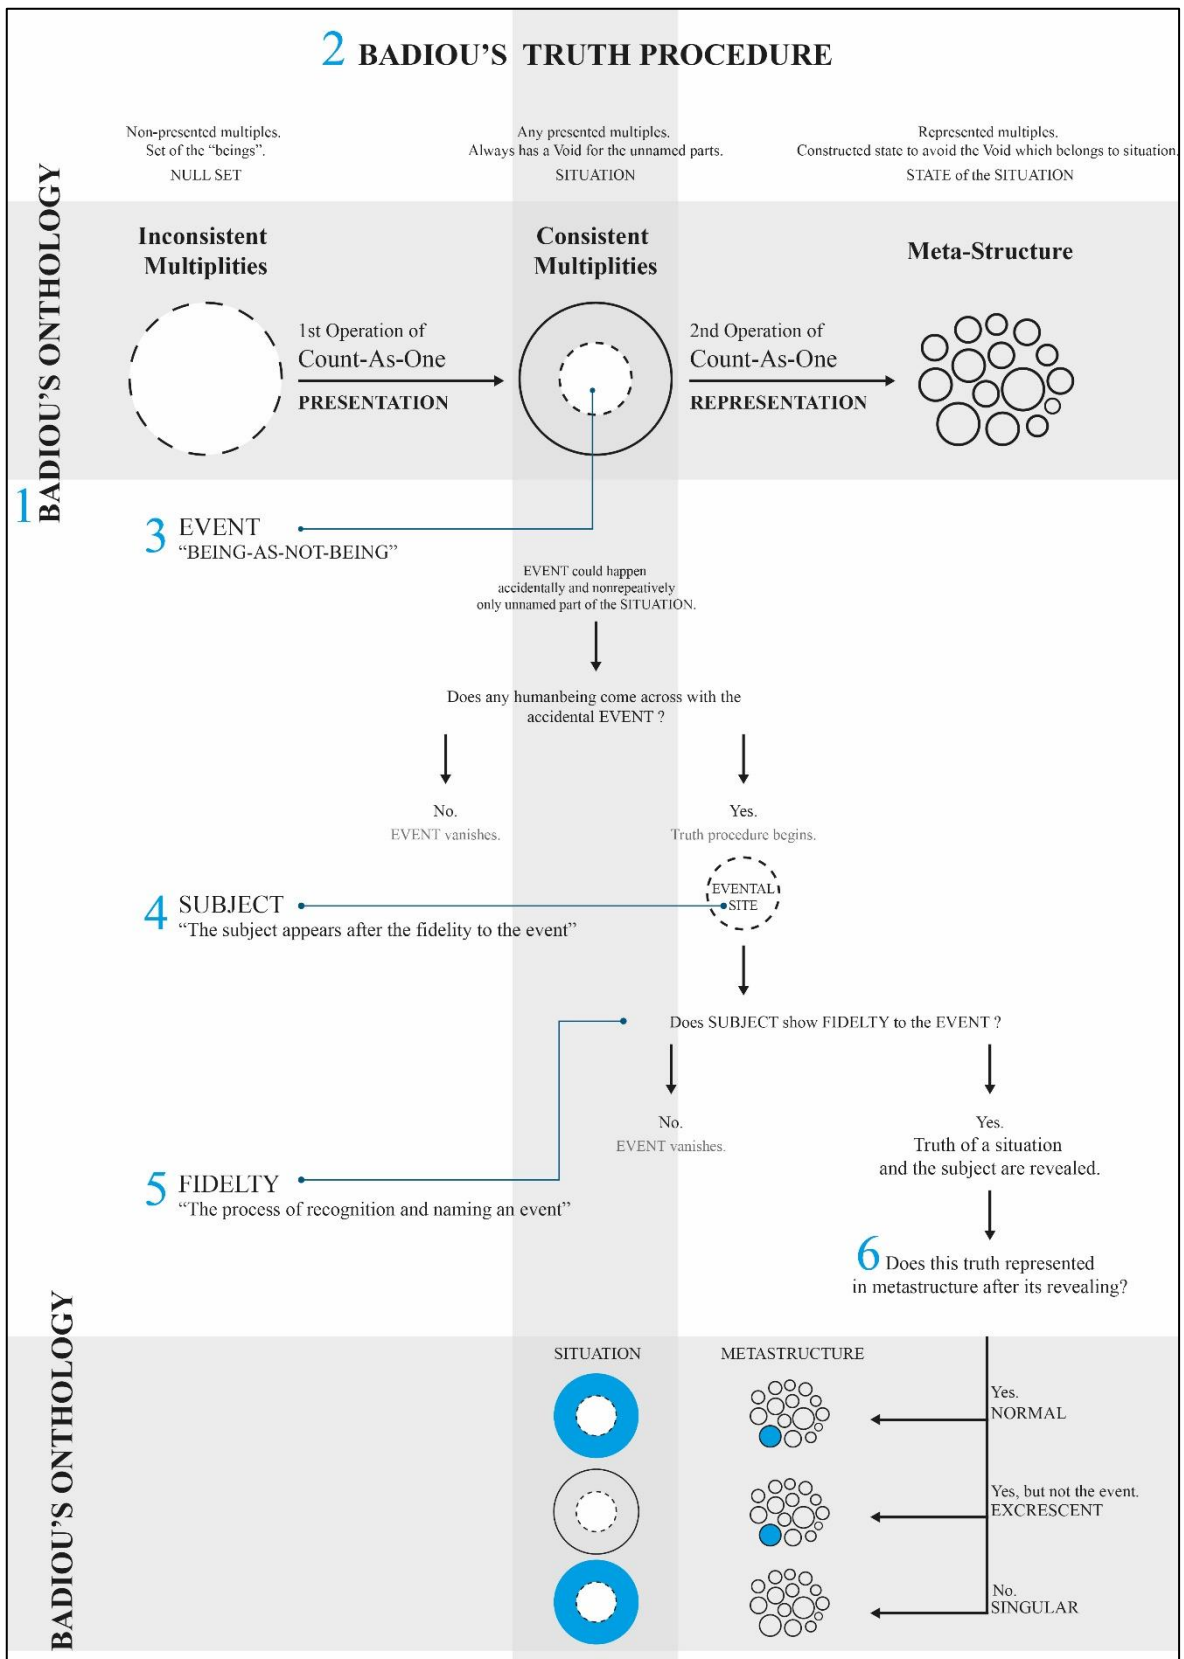 2 BADIOU'S TRUTH PROCEDURE
Non-presented multiples.
Set of the "beings".
NULL SET
Any presented multiples.
Always has a Void for the unnamed parts.
SITUATION
Represented multiples.
Constructed state to avoid the Void which belongs to situation.
STATE of the SITUATION
1 BADIOU'S ONTHOLOGY
Inconsistent
Multiplities
1st Operation of
Count-As-One
PRESENTATION
Consistent
Multiplities
2nd Operation of
Count-As-One
REPRESENTATION
Meta-Structure
3 EVENT
"BEING-AS-NOT-BEING"
EVENT could happen
accidentally and nonrepeatively
only unnamed part of the SITUATION.
Does any humanbeing come across with the
accidental EVENT ?
No.
EVENT vanishes.
Yes.
Truth procedure begins.
EVENTAL
SITE
4 SUBJECT
"The subject appears after the fidelity to the event"
Does SUBJECT show FIDELTY to the EVENT ?
No.
EVENT vanishes.
Yes.
Truth of a situation
and the subject are revealed.
5 FIDELTY
"The process of recognition and naming an event"
6 Does this truth represented
in metastructure after its revealing?
BADIOU'S ONTHOLOGY
SITUATION
METASTRUCTURE
Yes.
NORMAL
Yes, but not the event.
EXCRESCENT
No.
SINGULAR